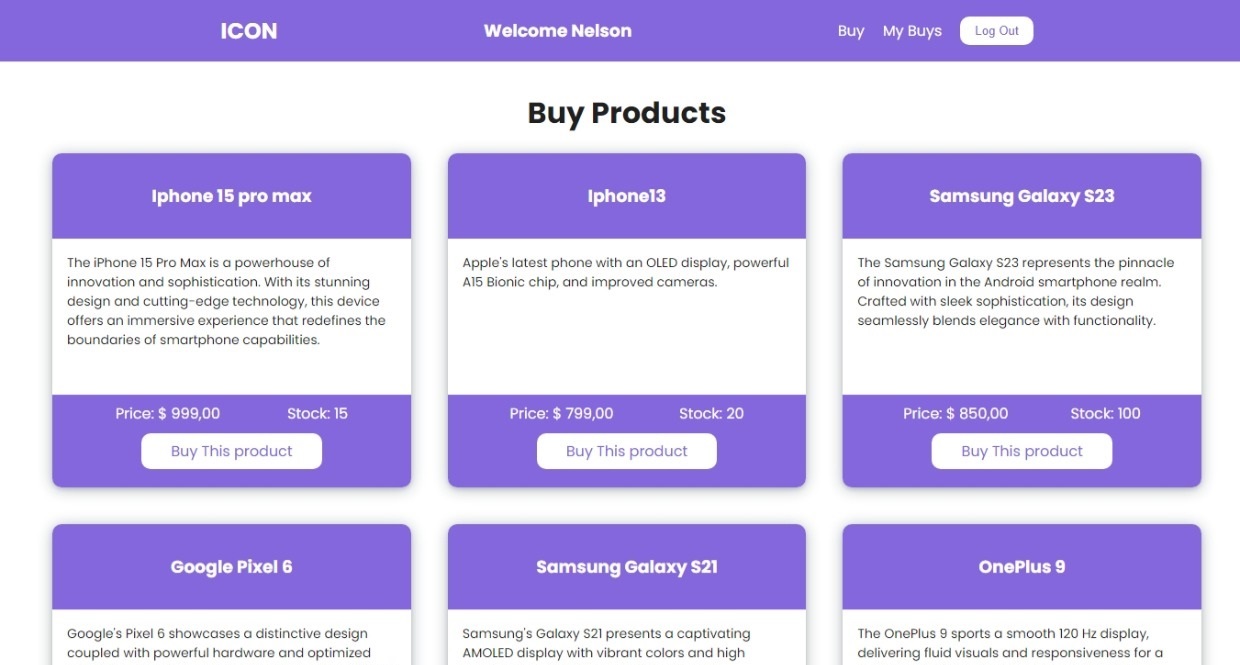 ICON
Welcome Nelson
Buy
My Buys
Log Out
Buy Products
Iphone 15 pro max
The iPhone 15 Pro Max is a powerhouse of
innovation and sophistication. With its stunning
design and cutting-edge technology, this device
offers an immersive experience that redefines the
boundaries of smartphone capabilities.
Price: $ 999,00
Stock: 15
Buy This product
Iphone13
Apple's latest phone with an OLED display, powerful
A15 Bionic chip, and improved cameras.
Price: $ 799,00
Stock: 20
Buy This product
Samsung Galaxy S23
The Samsung Galaxy S23 represents the pinnacle
of innovation in the Android smartphone realm.
Crafted with sleek sophistication, its design
seamlessly blends elegance with functionality.
Price: $ 850,00
Stock: 100
Buy This product
Google Pixel 6
Google's Pixel 6 showcases a distinctive design
coupled with powerful hardware and optimized
Samsung Galaxy S21
Samsung's Galaxy S21 presents a captivating
AMOLED display with vibrant colors and high
OnePlus 9
The OnePlus 9 sports a smooth 120 Hz display,
delivering fluid visuals and responsiveness for a